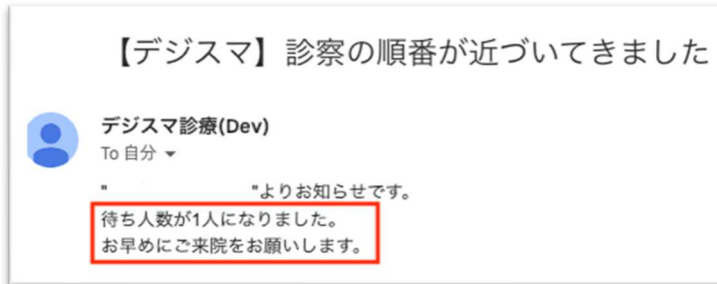 【デジスマ】診察の順番が近づいてきました
デジスマ診療(Dev)
To 自分
" "よりお知らせです。
待ち人数が1人になりました。
お早めにご来院をお願いします。